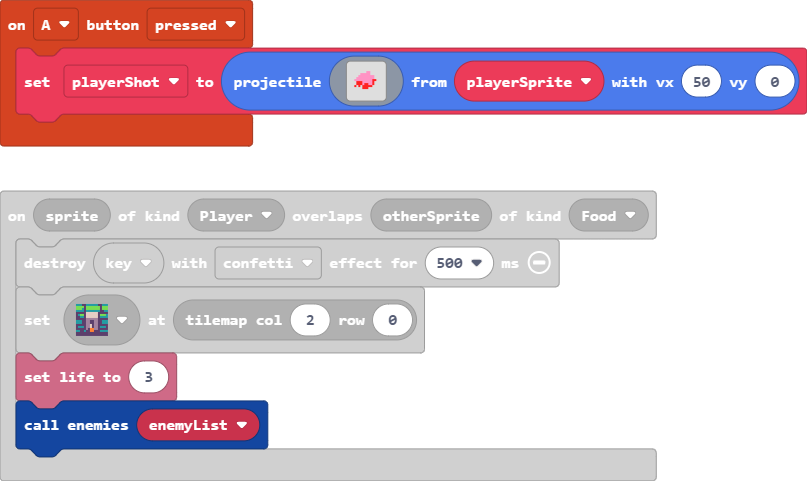 on A button pressed
set playerShot to projectile from playerSprite with vx 50 vy 0
on sprite of kind Player overlaps otherSprite of kind Food
destroy key with confetti effect for 500 ms
set at tilemap col 2 row 0
set life to 3
call enemies enemyList